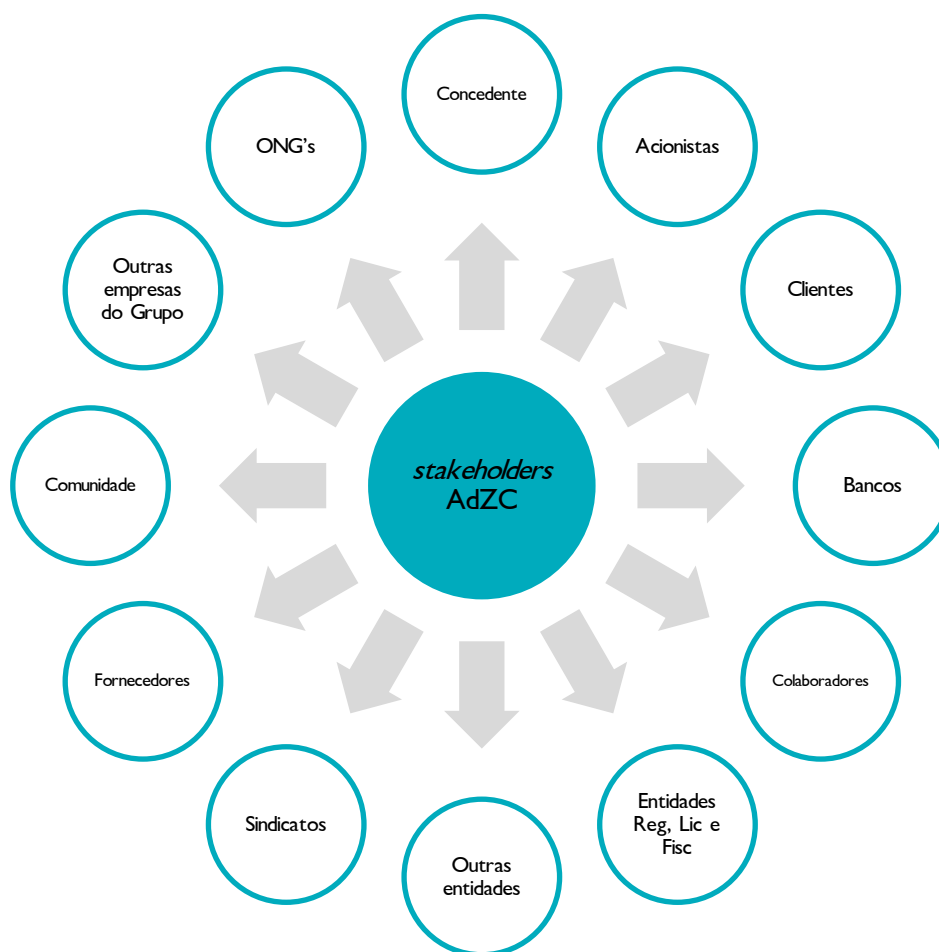 Concedente
ONG's
Acionistas
Outras
empresas
do Grupo
Clientes
stakeholders
AdZC
Comunidade
Bancos
Fornecedores
Colaboradores
Sindicatos
Entidades
Reg, Lic e
Fisc
Outras
entidades